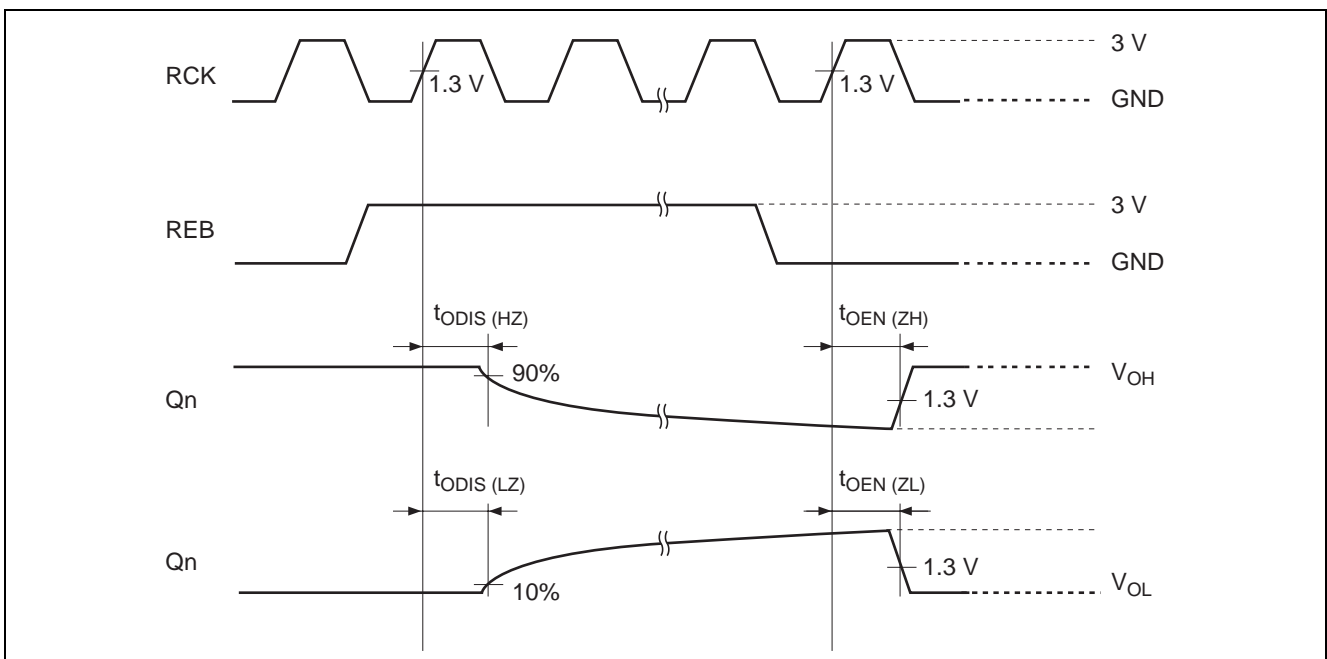 RCK
1.3 V
1.3 V
3 V
GND
REB
3 V
GND
tODIS (HZ)
tOEN (ZH)
Qn
90%
1.3 V
VOH
tODIS (LZ)
tOEN (ZL)
Qn
10%
1.3 V
VOL